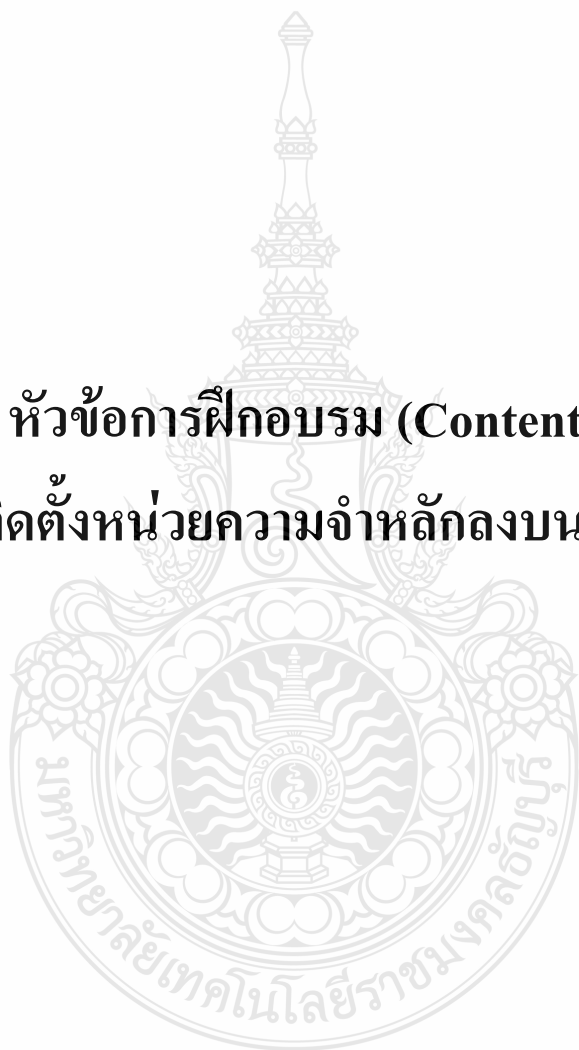 หัวข้อการฝึกอบรม (Content
ติดตั้งหน่วยความจำหลักลงบน
มหาวิทยาลัยเทคโนโลยีราชมงคลธัญบุรี